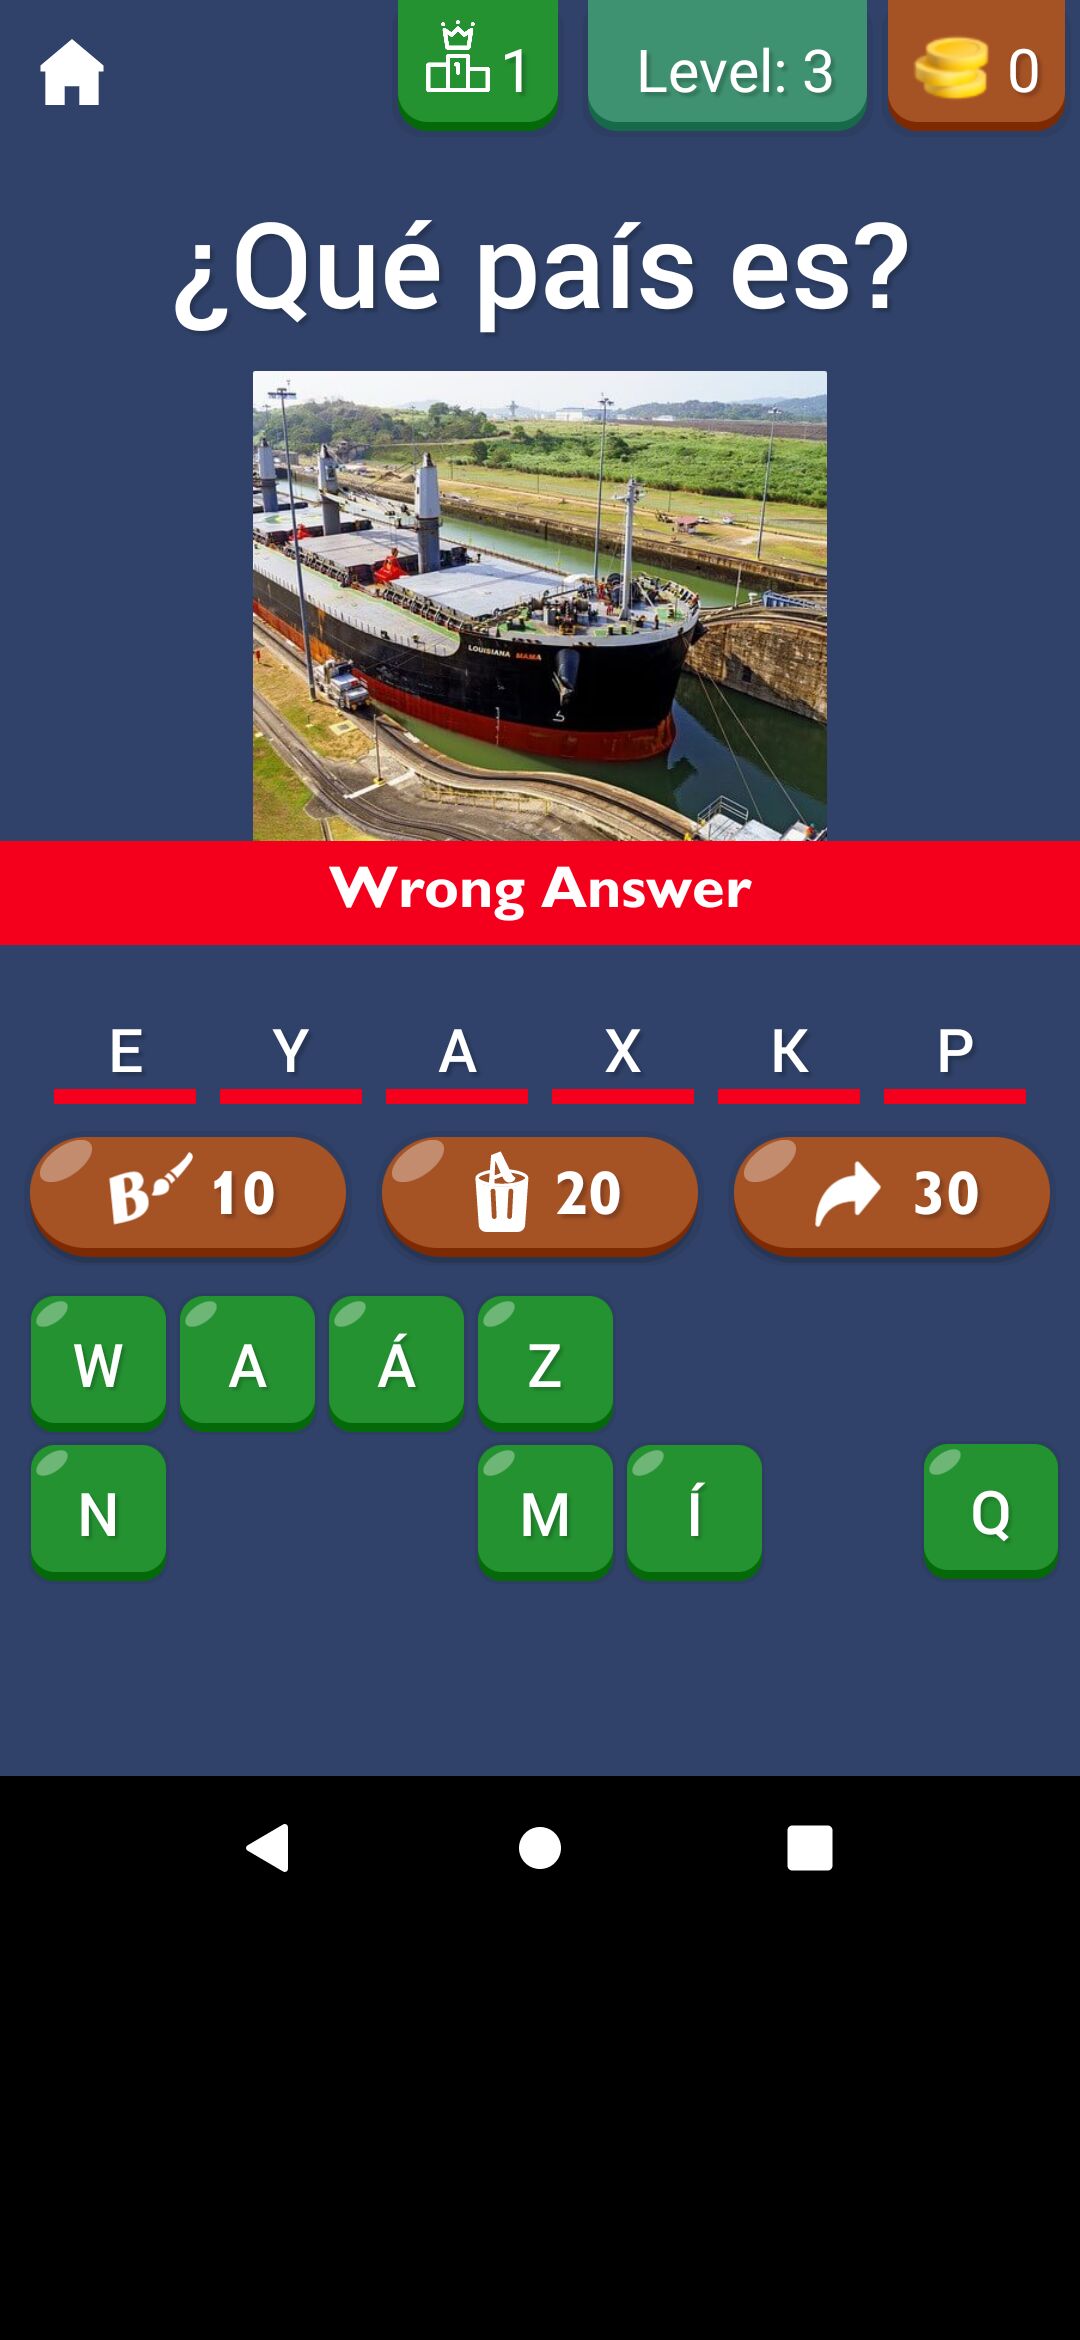 1 Level: 3 0
¿Qué país es?
LOUISIANA MAMA
Wrong Answer
E Y A X K P
B 10 20 30
W A Á Z
N M Í Q